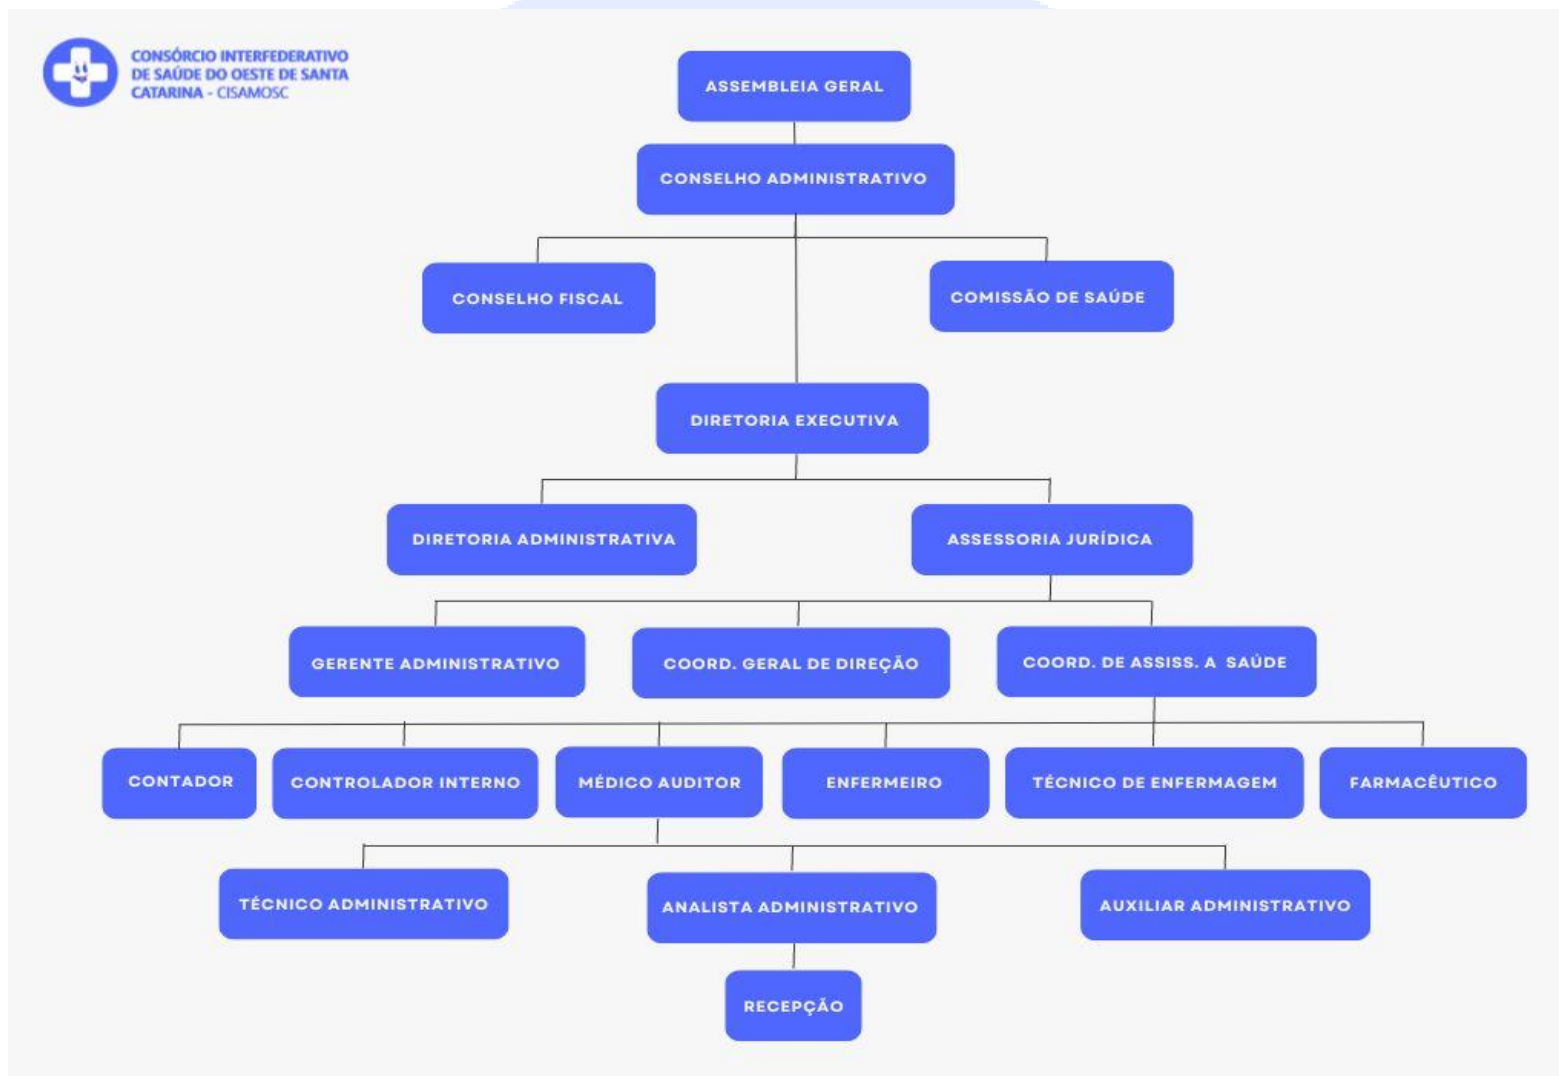 CONSÓRCIO INTERFEDERATIVO
DE SAÚDE DO OESTE DE SANTA
CATARINA - CISAMOSC
ASSEMBLEIA GERAL
CONSELHO ADMINISTRATIVO
CONSELHO FISCAL
COMISSÃO DE SAÚDE
DIRETORIA EXECUTIVA
DIRETORIA ADMINISTRATIVA
ASSESSORIA JURÍDICA
GERENTE ADMINISTRATIVO
COORD. GERAL DE DIREÇÃO
COORD. DE ASSISS. A SAÚDE
CONTADOR
CONTROLADOR INTERNO
MÉDICO AUDITOR
ENFERMEIRO
TÉCNICO DE ENFERMAGEM
FARMACÊUTICO
TÉCNICO ADMINISTRATIVO
ANALISTA ADMINISTRATIVO
AUXILIAR ADMINISTRATIVO
RECEPÇÃO